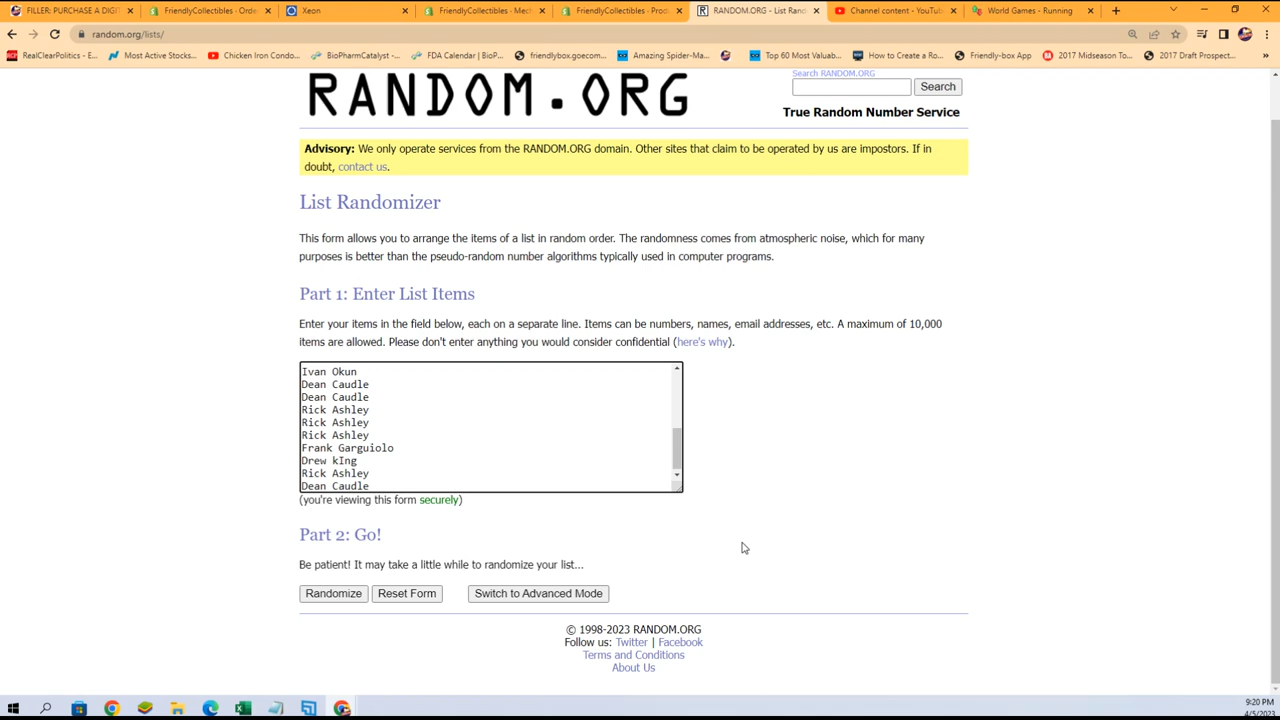 FILLER: PURCHASE A DIGIT
FriendlyCollectibles - Orde
Xeon
FriendlyCollectibles - Mech
FriendlyCollectibles - Prod
RANDOM.ORG - List Rand
Channel content - YouTub
World Games - Running
random.org/lists/
RealClearPolitics - E...
Most Active Stocks...
Chicken Iron Condo...
BioPharmCatalyst -...
FDA Calendar | BioP...
friendlybox.goecom...
Amazing Spider-Ma...
Top 60 Most Valuab...
How to Create a Ro...
Friendly-box App
2017 Midseason To...
2017 Draft Prospect...
RANDOM.ORG
Search RANDOM.ORG
Search
True Random Number Service
Advisory: We only operate services from the RANDOM.ORG domain. Other sites that claim to be operated by us are impostors. If in
doubt, contact us.
List Randomizer
This form allows you to arrange the items of a list in random order. The randomness comes from atmospheric noise, which for many
purposes is better than the pseudo-random number algorithms typically used in computer programs.
Part 1: Enter List Items
Enter your items in the field below, each on a separate line. Items can be numbers, names, email addresses, etc. A maximum of 10,000
items are allowed. Please don't enter anything you would consider confidential (here's why).
Ivan Okun
Dean Caudle
Dean Caudle
Rick Ashley
Rick Ashley
Rick Ashley
Frank Garguiolo
Drew kIng
Rick Ashley
Dean Caudle
(you're viewing this form securely)
Part 2: Go!
Be patient! It may take a little while to randomize your list...
Randomize
Reset Form
Switch to Advanced Mode
© 1998-2023 RANDOM.ORG
Follow us: Twitter | Facebook
Terms and Conditions
About Us
9:20 PM
4/5/2023